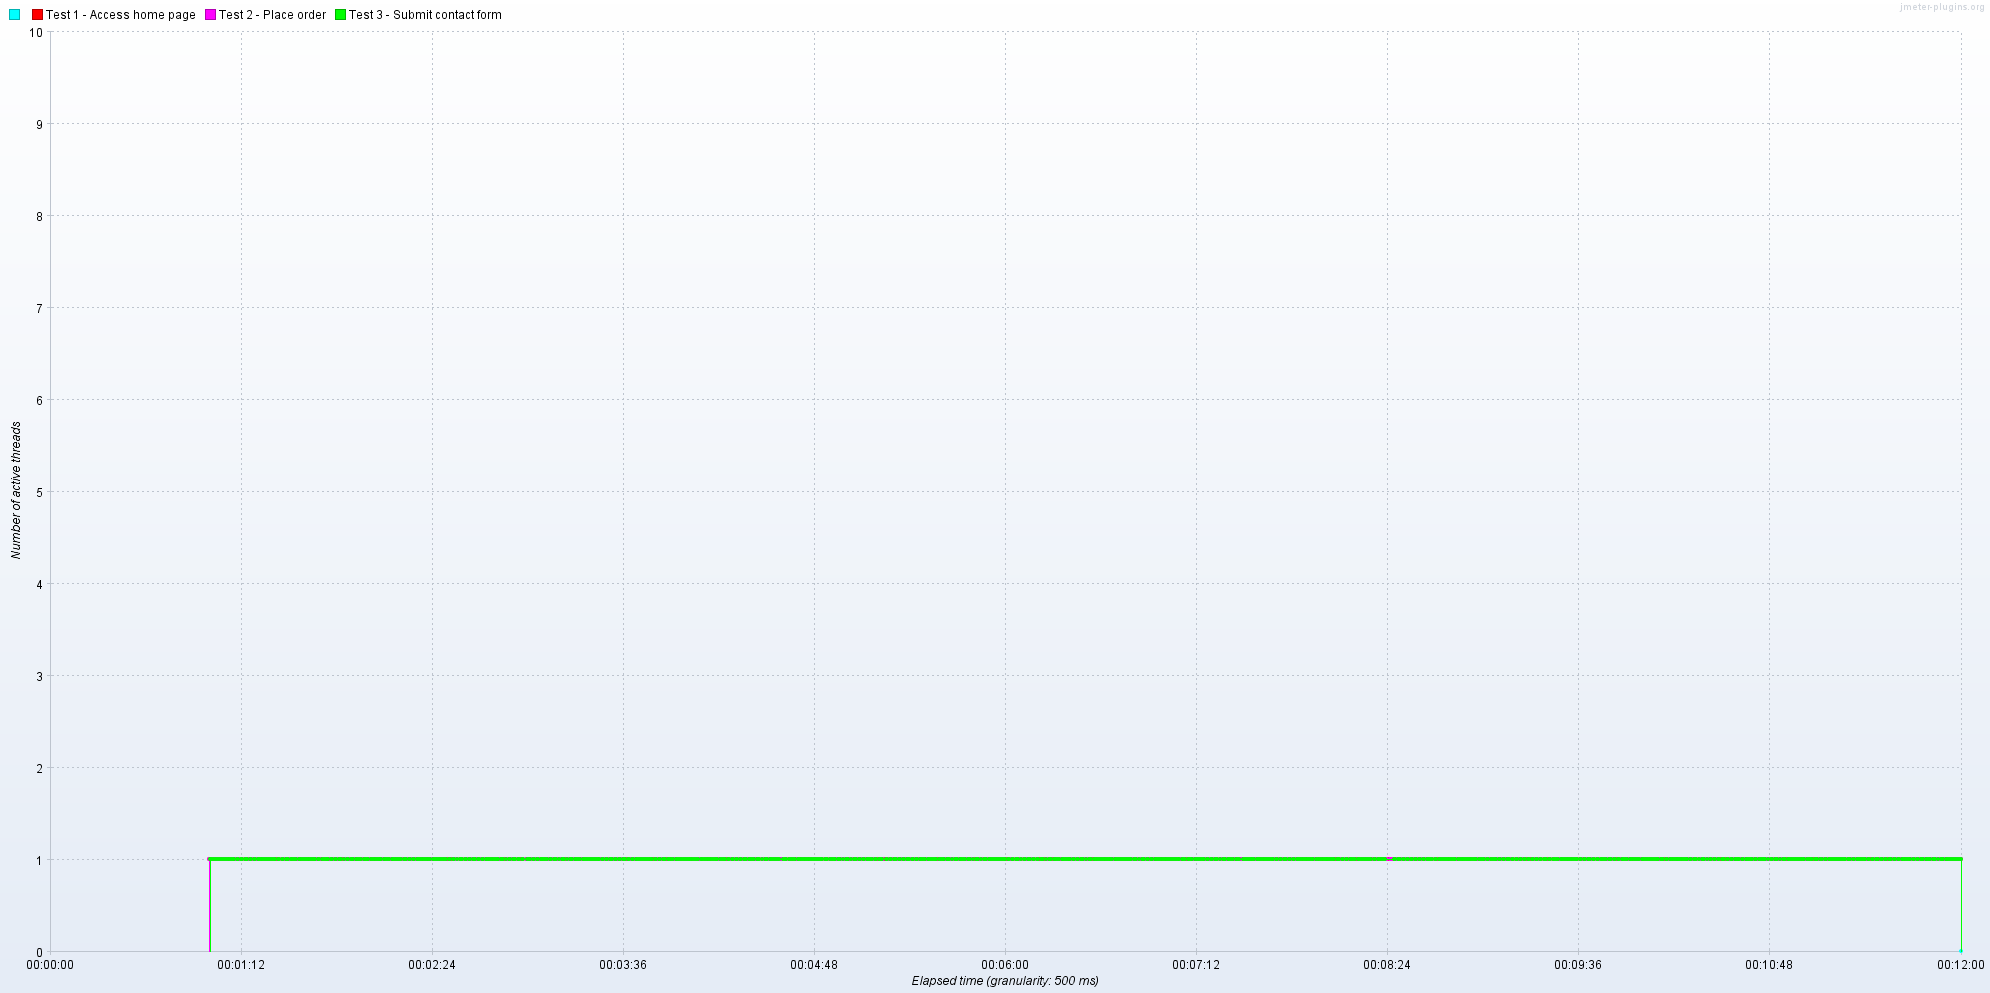 Test 1 - Access home page Test 2 - Place order Test 3 - Submit contact form
jmeter-plugins.org
10
9
8
7
6
5
4
3
2
1
0
Number of active threads
00:00:00 00:01:12 00:02:24 00:03:36 00:04:48 00:06:00 00:07:12 00:08:24 00:09:36 00:10:48 00:12:00
Elapsed time (granularity: 500 ms)